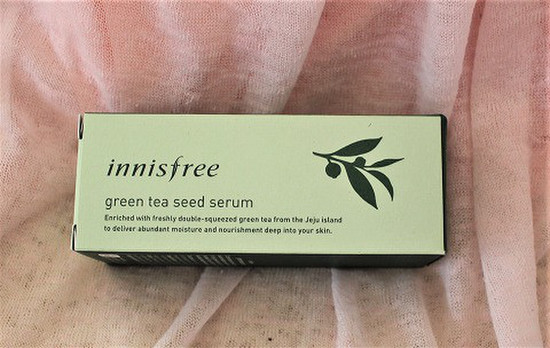 innisfree
green tea seed serum
Enriched with freshly double-squeezed green tea from the Jeju island
to deliver abundant moisture and nourishment deep into your skin.